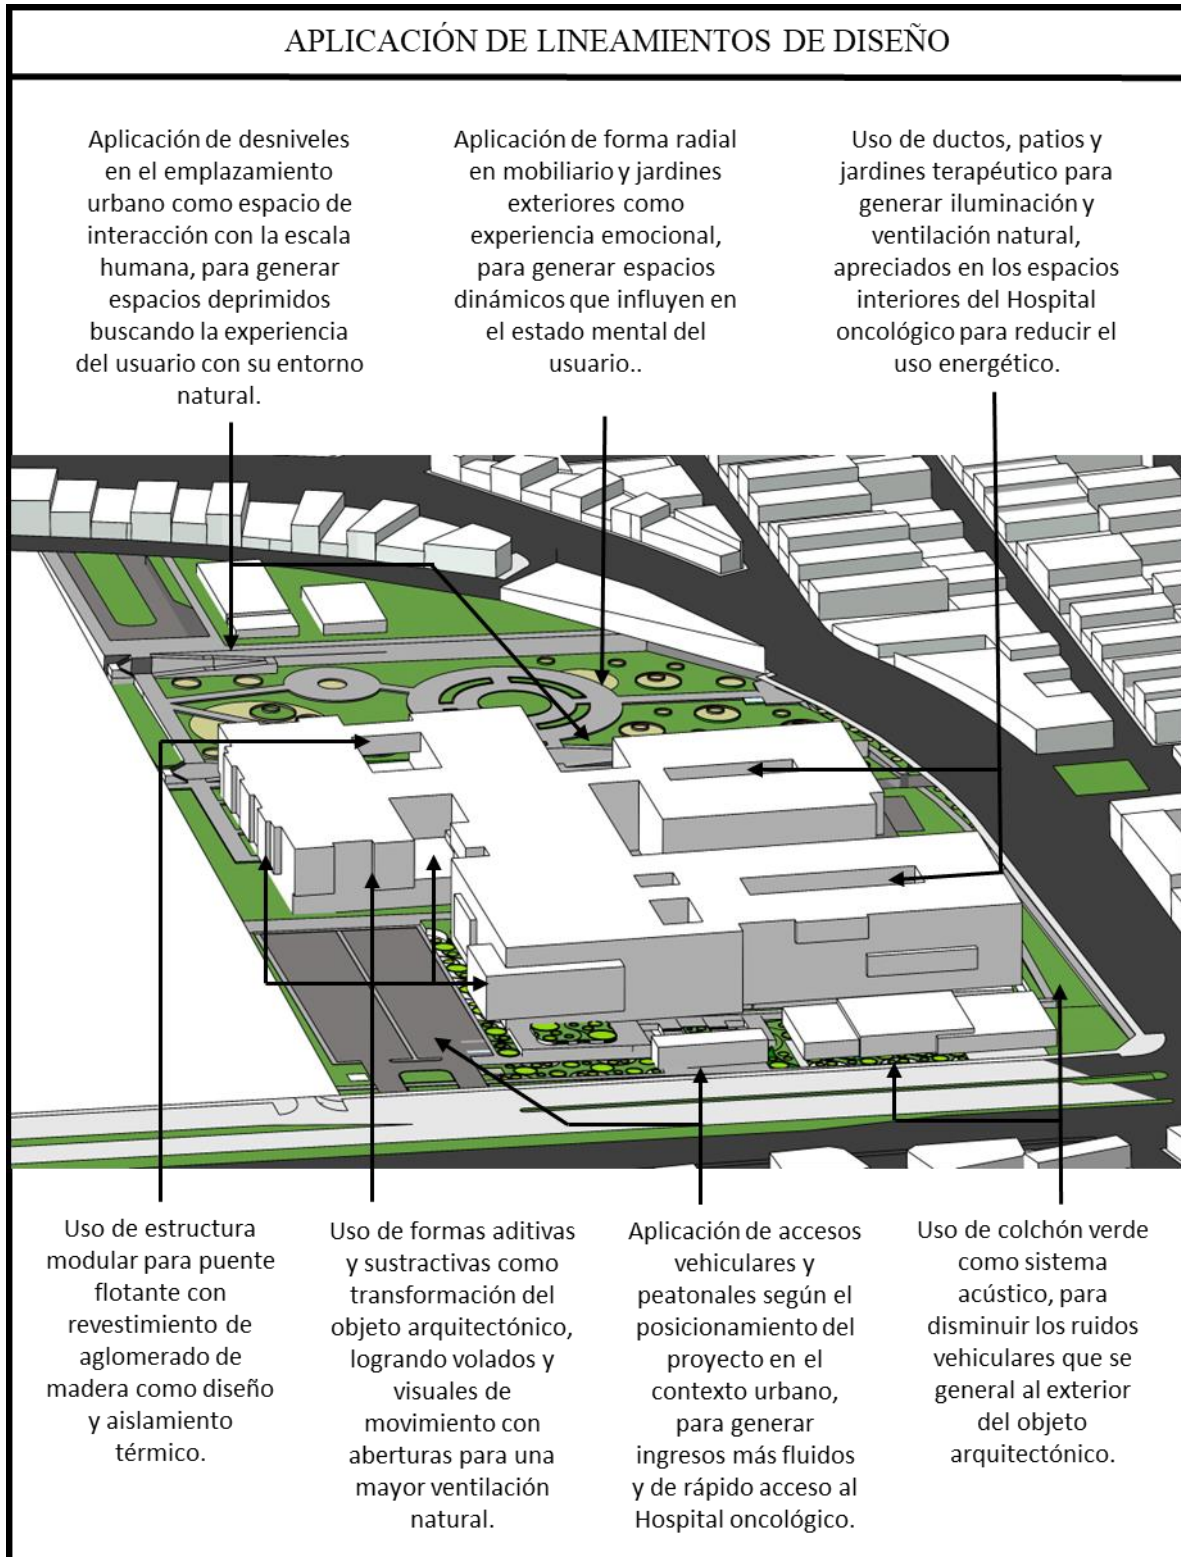 APLICACIÓN DE LINEAMIENTOS DE DISEÑO
Aplicación de desniveles
en el emplazamiento
urbano como espacio de
interacción con la escala
humana, para generar
espacios deprimidos
buscando la experiencia
del usuario con su entorno
natural.
Aplicación de forma radial
en mobiliario y jardines
exteriores como
experiencia emocional,
para generar espacios
dinámicos que influyen en
el estado mental del
usuario..
Uso de ductos, patios y
jardines terapéutico para
generar iluminación y
ventilación natural,
apreciados en los espacios
interiores del Hospital
oncológico para reducir el
uso energético.
Uso de estructura
modular para puente
flotante con
revestimiento de
aglomerado de
madera como diseño
y aislamiento
térmico.
Uso de formas aditivas
y sustractivas como
transformación del
objeto arquitectónico,
logrando volados y
visuales de
movimiento con
aberturas para una
mayor ventilación
natural.
Aplicación de accesos
vehiculares y
peatonales según el
posicionamiento del
proyecto en el
contexto urbano,
para generar
ingresos más fluidos
y de rápido acceso al
Hospital oncológico.
Uso de colchón verde
como sistema
acústico, para
disminuir los ruidos
vehiculares que se
general al exterior
del objeto
arquitectónico.